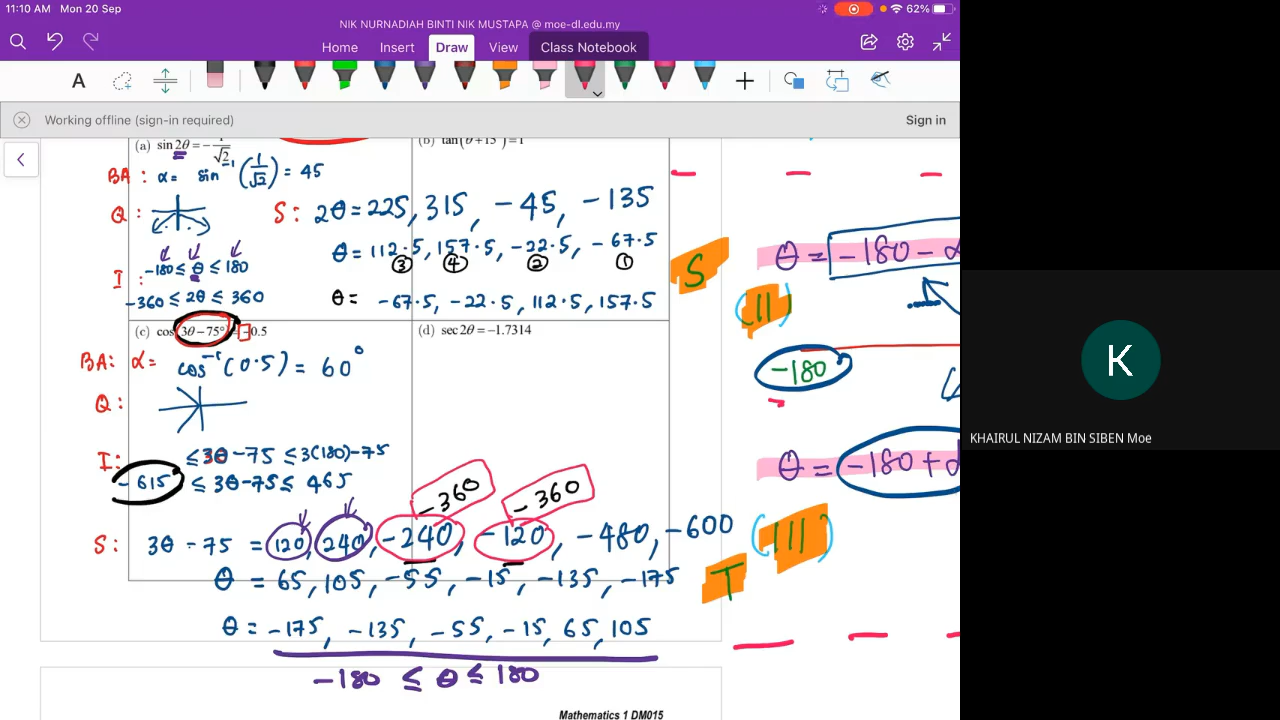 11:10 AM Mon 20 Sep
62%
NIK NURNADIAH BINTI NIK MUSTAPA @ moe-dl.edu.my
Home Insert Draw View Class Notebook
A
Working offline (sign-in required) Sign in
(a) sin 2θ = -1/√2
(b) tan(θ+15°)=1
BA: α = sin⁻¹(1/√2) = 45
Q:
S: 2θ = 225, 315, -45, -135
θ = 112.5, 157.5, -22.5, -67.5
③ ④ ② ①
I: -180 ≤ θ ≤ 180
-360 ≤ 2θ ≤ 360
θ = -67.5, -22.5, 112.5, 157.5
(c) cos(3θ−75°) = −0.5
(d) sec 2θ = −1.7314
BA: α = cos⁻¹(0.5) = 60°
Q:
I: ≤ 3θ-75 ≤ 3(180)-75
-615 ≤ 3θ-75 ≤ 465
-360 -360
S: 3θ - 75 = 120, 240, -240, -120, -480, -600
θ = 65, 105, -55, -15, -135, -175
θ = -175, -135, -55, -15, 65, 105
-180 ≤ θ ≤ 180
Mathematics 1 DM015
S
θ = -180 -
(II)
-180
θ = -180 +
(III)
T
K
KHAIRUL NIZAM BIN SIBEN Moe